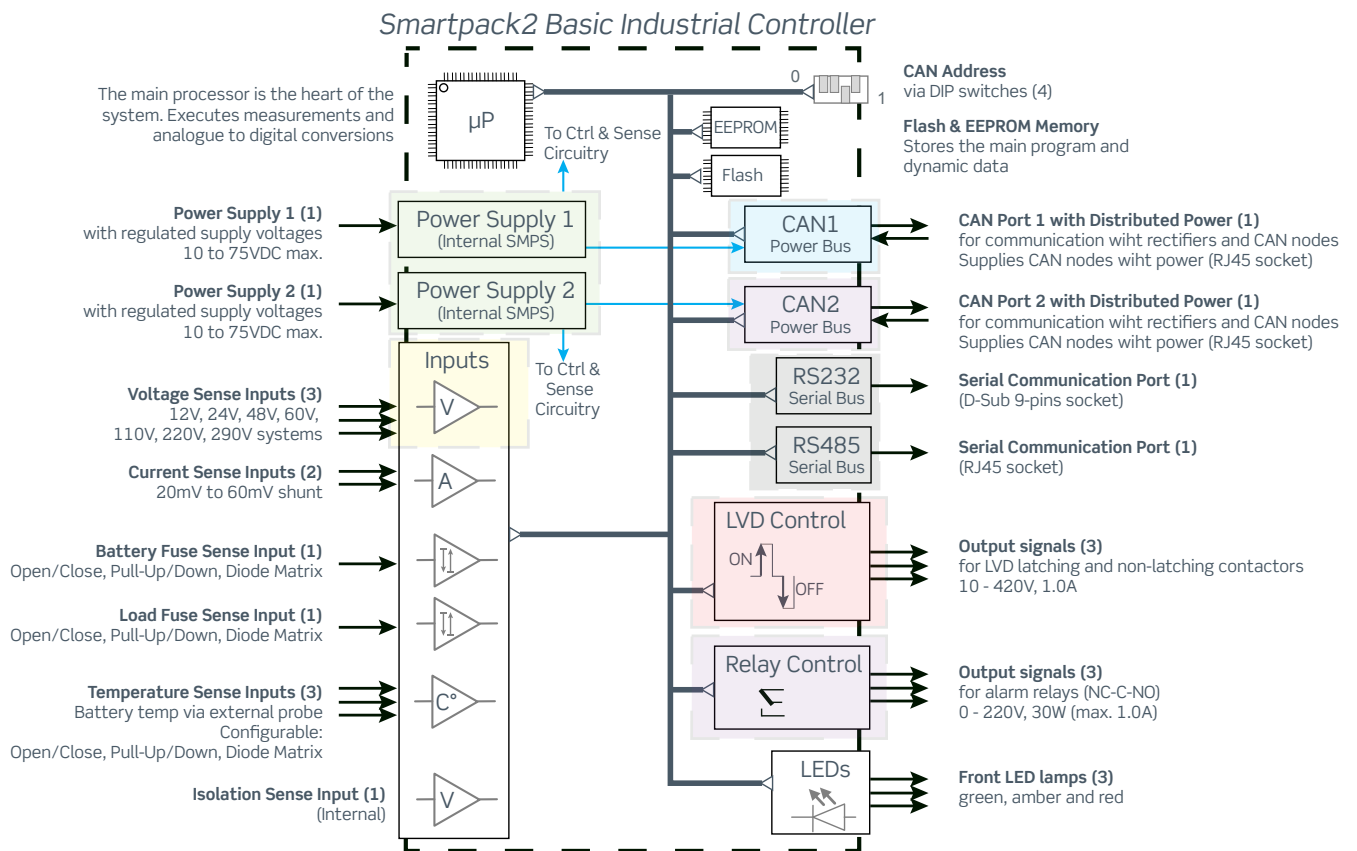 Smartpack2 Basic Industrial Controller
The main processor is the heart of the
system. Executes measurements and
analogue to digital conversions
µP
0
1
CAN Address
via DIP switches (4)
EEPROM
Flash
Flash & EEPROM Memory
Stores the main program and
dynamic data
To Ctrl & Sense
Circuitry
Power Supply 1 (1)
with regulated supply voltages
10 to 75VDC max.
Power Supply 1
(Internal SMPS)
CAN1
Power Bus
CAN Port 1 with Distributed Power (1)
for communication wiht rectifiers and CAN nodes
Supplies CAN nodes wiht power (RJ45 socket)
Power Supply 2 (1)
with regulated supply voltages
10 to 75VDC max.
Power Supply 2
(Internal SMPS)
CAN2
Power Bus
CAN Port 2 with Distributed Power (1)
for communication wiht rectifiers and CAN nodes
Supplies CAN nodes wiht power (RJ45 socket)
To Ctrl &
Sense
Circuitry
Inputs
Voltage Sense Inputs (3)
12V, 24V, 48V, 60V,
110V, 220V, 290V systems
V
RS232
Serial Bus
Serial Communication Port (1)
(D-Sub 9-pins socket)
Current Sense Inputs (2)
20mV to 60mV shunt
A
RS485
Serial Bus
Serial Communication Port (1)
(RJ45 socket)
Battery Fuse Sense Input (1)
Open/Close, Pull-Up/Down, Diode Matrix
LVD Control
ON
OFF
Output signals (3)
for LVD latching and non-latching contactors
10 - 420V, 1.0A
Load Fuse Sense Input (1)
Open/Close, Pull-Up/Down, Diode Matrix
Temperature Sense Inputs (3)
Battery temp via external probe
Configurable:
Open/Close, Pull-Up/Down, Diode Matrix
C°
Relay Control
Output signals (3)
for alarm relays (NC-C-NO)
0 - 220V, 30W (max. 1.0A)
Isolation Sense Input (1)
(Internal)
V
LEDs
Front LED lamps (3)
green, amber and red